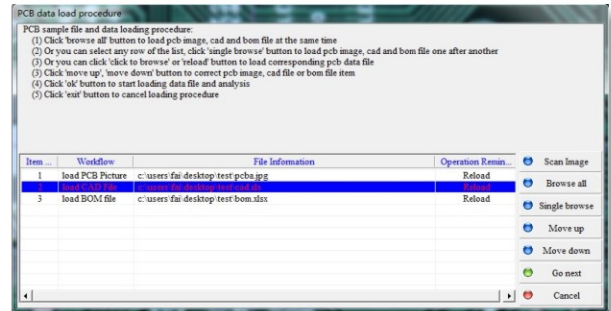 PCB data load procedure
PCB sample file and data loading procedure:
(1) Click 'browse all' button to load pcb image, cad and bom file at the same time
(2) Or you can select any row of the list, click 'single browse' button to load pcb image, cad and bom file one after another
(3) Or you can click 'click to browse' or 'reload' button to load corresponding pcb data file
(3) Click 'move up', 'move down' button to correct pcb image, cad file or bom file item
(4) Click 'ok' button to start loading data file and analysis
(5) Click 'exit' button to cancel loading procedure
Item ... Workflow File Information Operation Remin...
1 load PCB Picture c:\users\fai\desktop\test\pcba.jpg Reload
2 load CAD File c:\users\fai\desktop\test\cad.xls Reload
3 load BOM file c:\users\fai\desktop\test\bom.xlsx Reload
Scan Image
Browse all
Single browse
Move up
Move down
Go next
Cancel